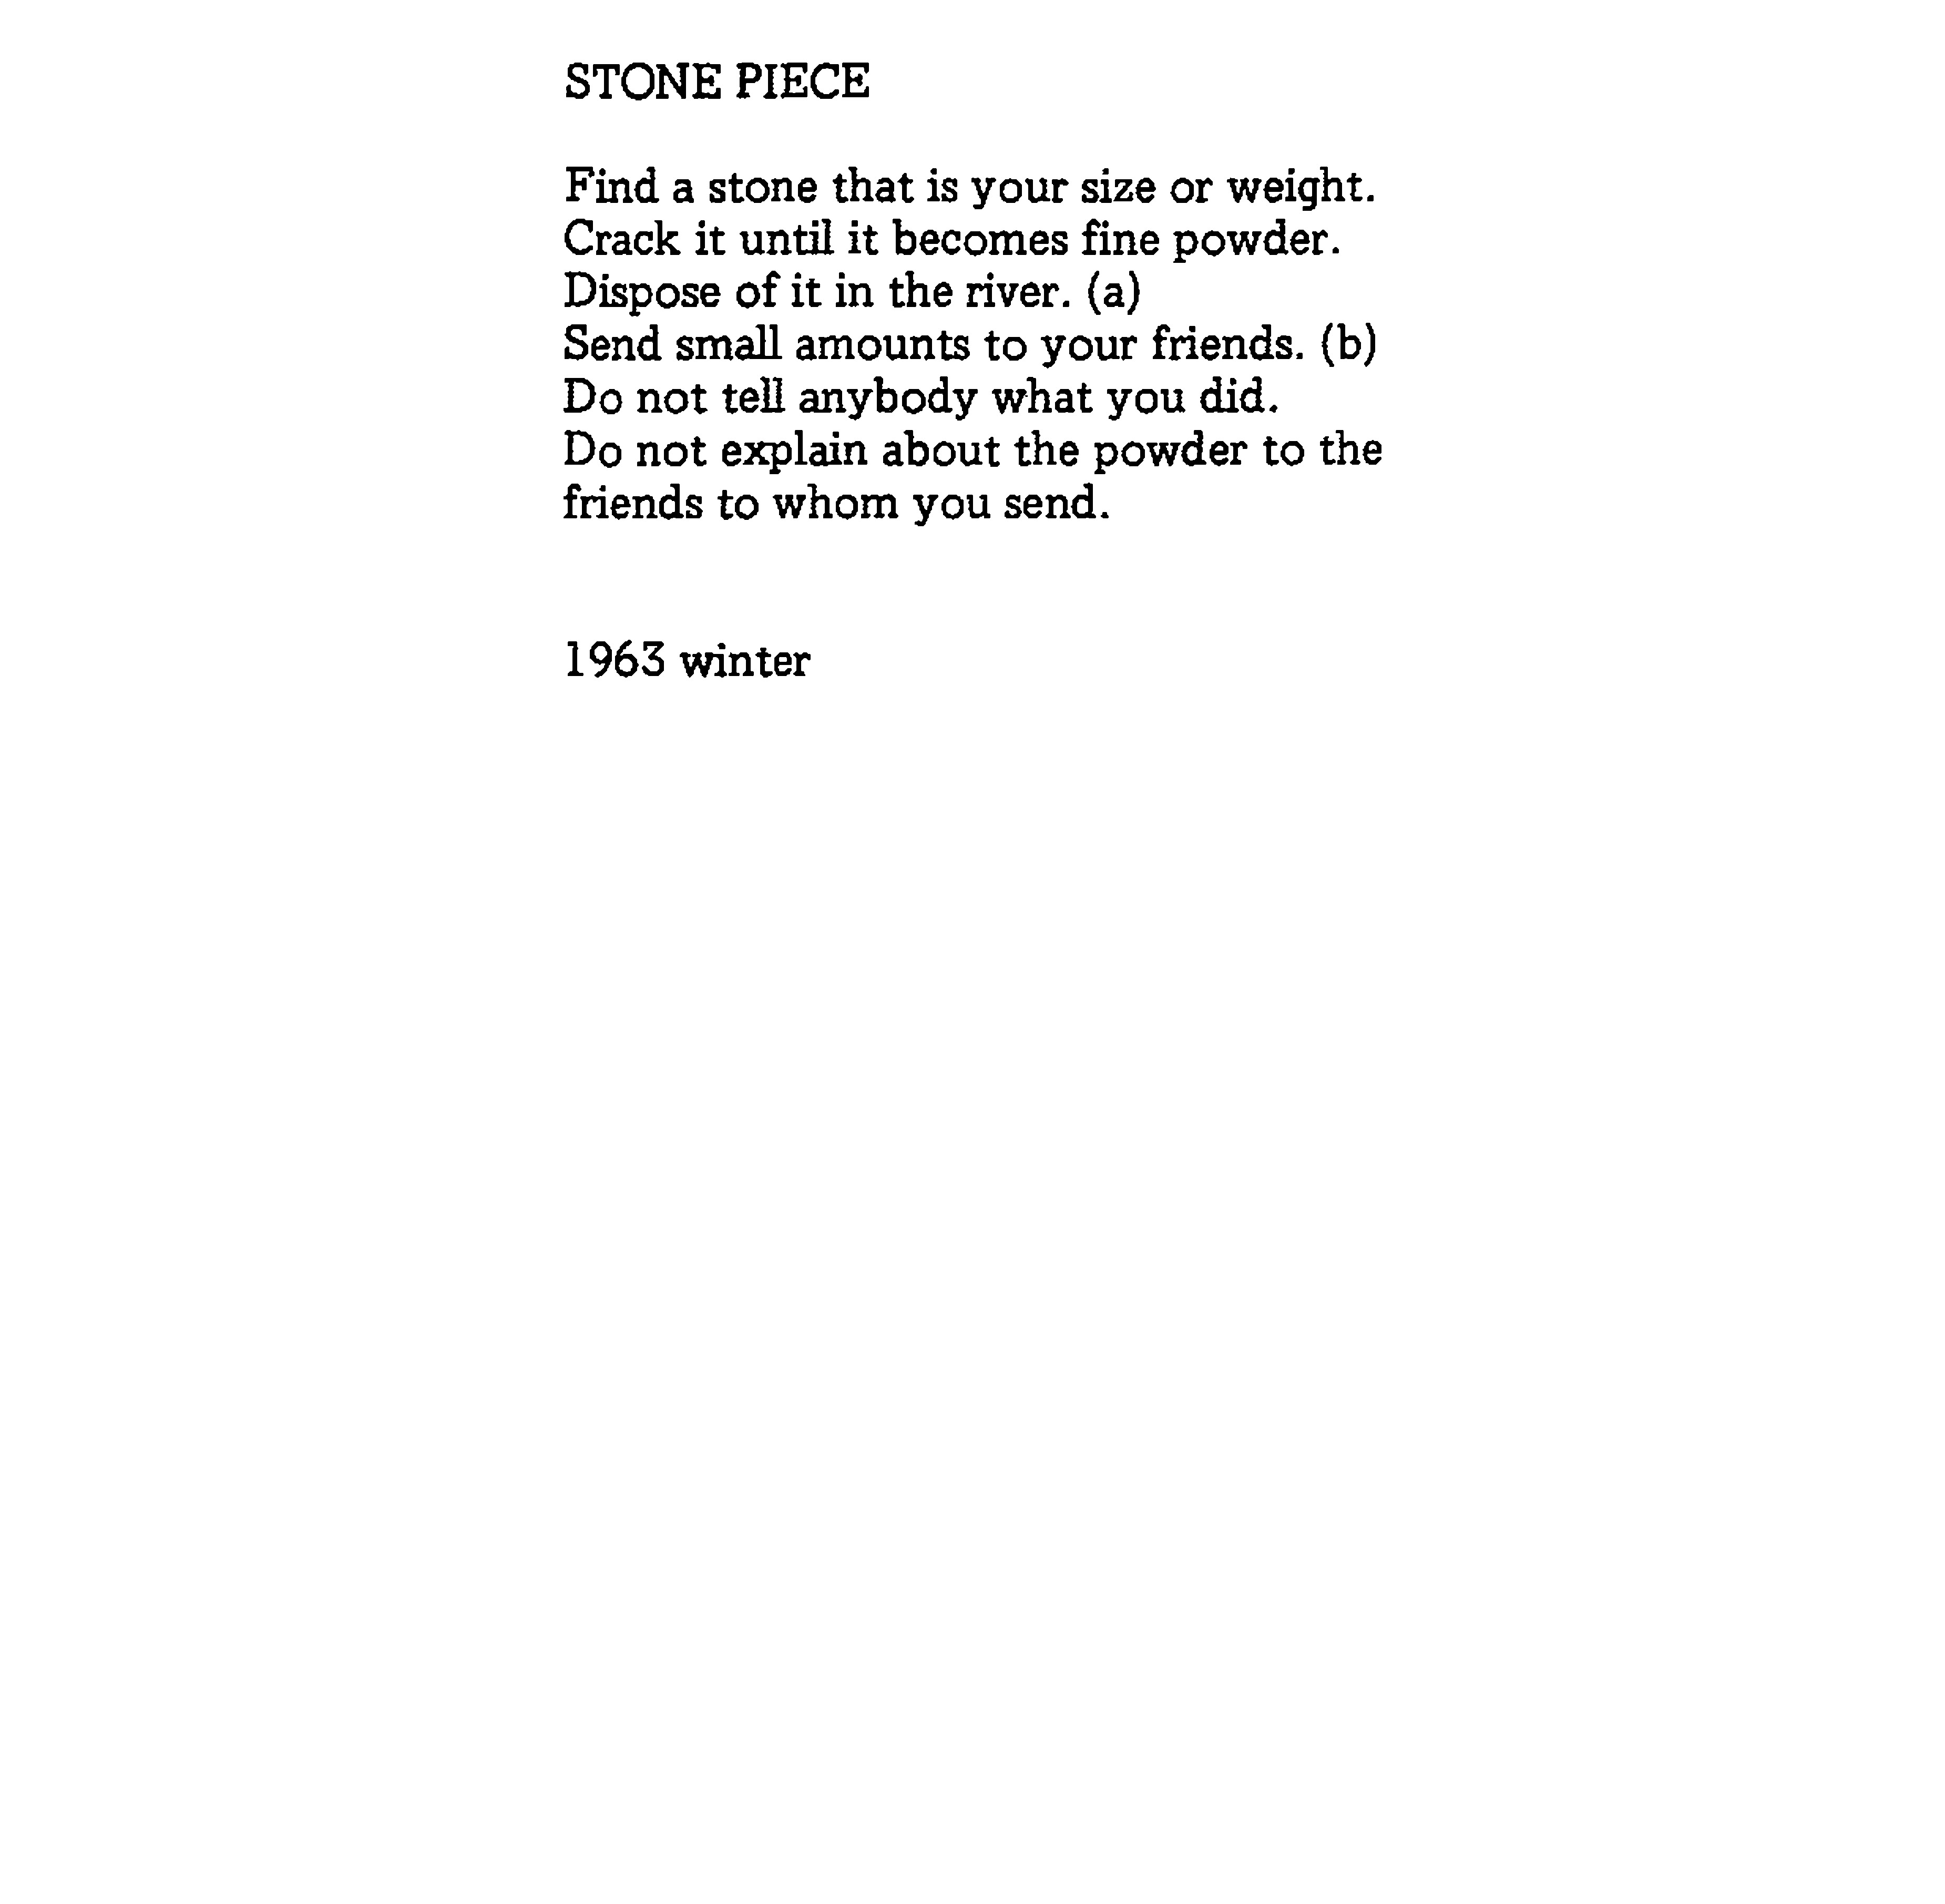 STONE PIECE
Find a stone that is your size or weight.
Crack it until it becomes fine powder.
Dispose of it in the river. (a)
Send small amounts to your friends. (b)
Do not tell anybody what you did.
Do not explain about the powder to the
friends to whom you send.
1963 winter